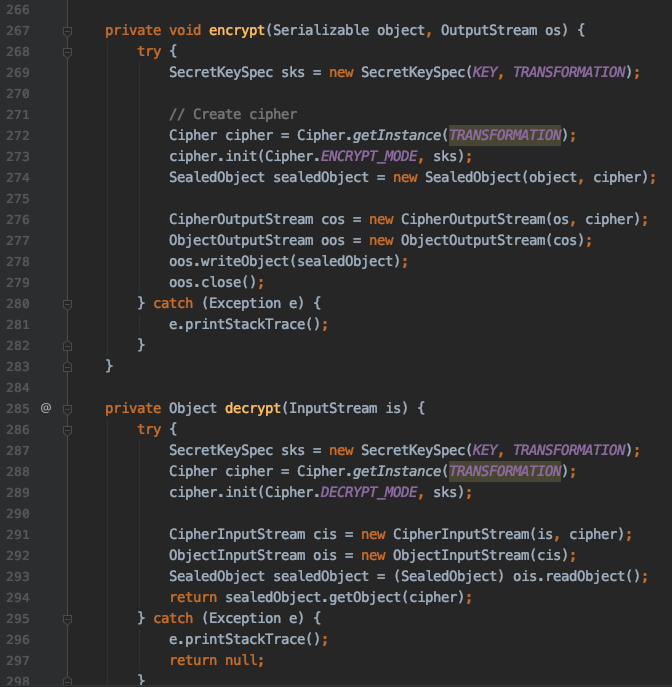 266
267 private void encrypt(Serializable object, OutputStream os) {
268 try {
269 SecretKeySpec sks = new SecretKeySpec(KEY, TRANSFORMATION);
270
271 // Create cipher
272 Cipher cipher = Cipher.getInstance(TRANSFORMATION);
273 cipher.init(Cipher.ENCRYPT_MODE, sks);
274 SealedObject sealedObject = new SealedObject(object, cipher);
275
276 CipherOutputStream cos = new CipherOutputStream(os, cipher);
277 ObjectOutputStream oos = new ObjectOutputStream(cos);
278 oos.writeObject(sealedObject);
279 oos.close();
280 } catch (Exception e) {
281 e.printStackTrace();
282 }
283 }
284
285 @ private Object decrypt(InputStream is) {
286 try {
287 SecretKeySpec sks = new SecretKeySpec(KEY, TRANSFORMATION);
288 Cipher cipher = Cipher.getInstance(TRANSFORMATION);
289 cipher.init(Cipher.DECRYPT_MODE, sks);
290
291 CipherInputStream cis = new CipherInputStream(is, cipher);
292 ObjectInputStream ois = new ObjectInputStream(cis);
293 SealedObject sealedObject = (SealedObject) ois.readObject();
294 return sealedObject.getObject(cipher);
295 } catch (Exception e) {
296 e.printStackTrace();
297 return null;
298 }